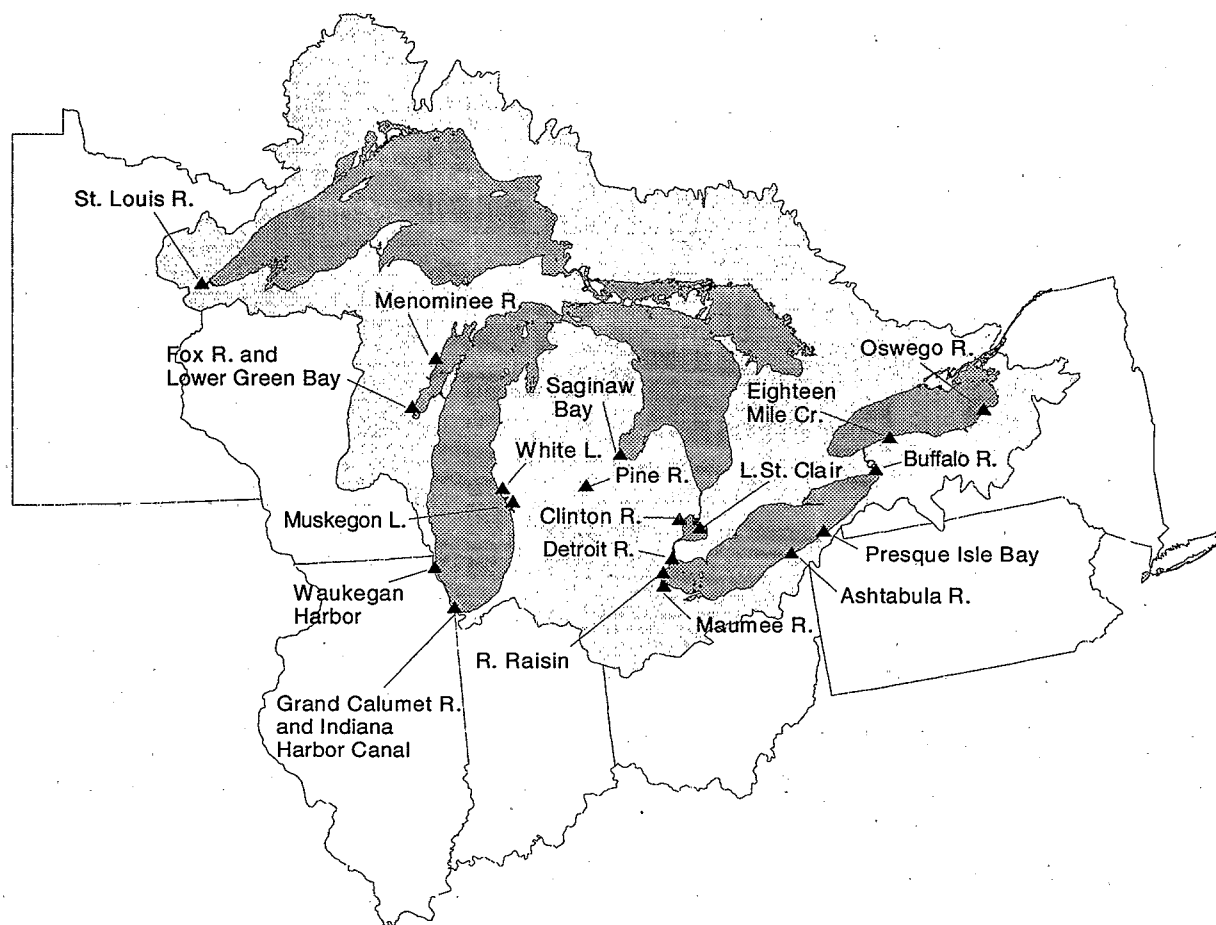 St. Louis R.
Menominee R.
Fox R. and
Lower Green Bay
Oswego R.
Saginaw
Bay
Eighteen
Mile Cr.
White L.
Pine R.
L.St. Clair
Buffalo R.
Muskegon L.
Clinton R.
Detroit R.
Presque Isle Bay
Waukegan
Harbor
Ashtabula R.
Maumee R.
R. Raisin
Grand Calumet R.
and Indiana
Harbor Canal